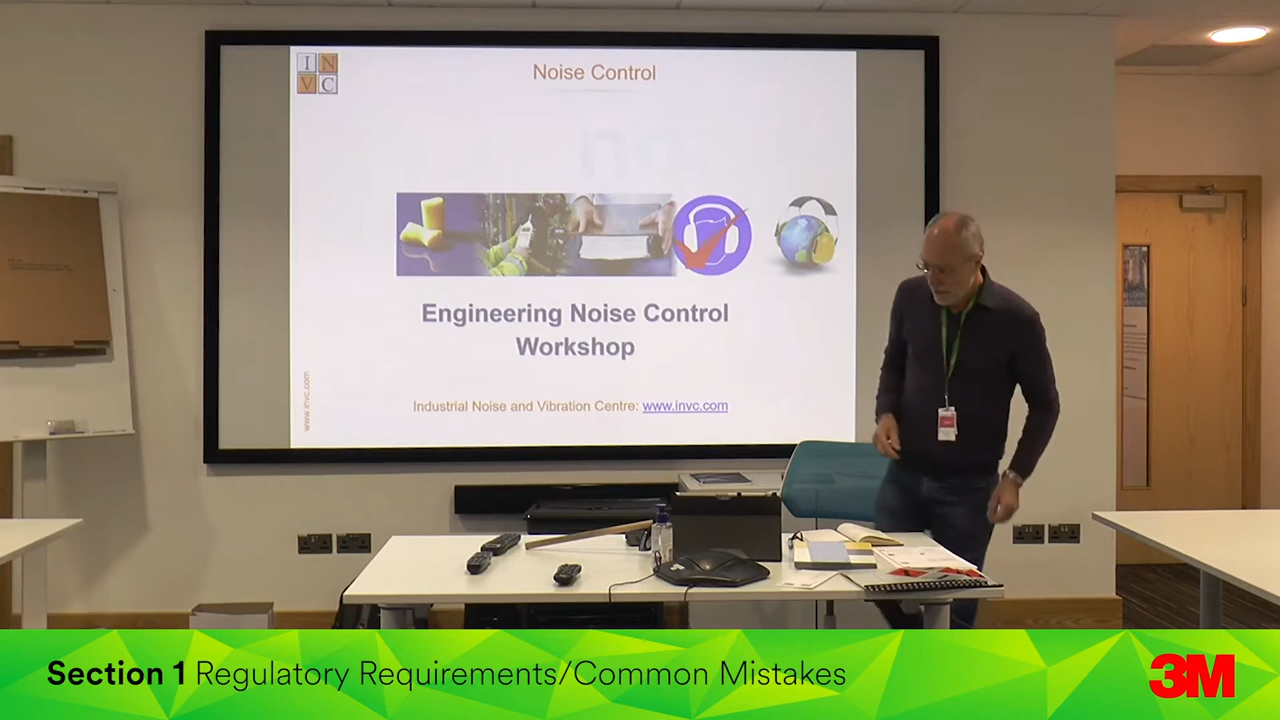 I N
V C
Noise Control
Engineering Noise Control
Workshop
Industrial Noise and Vibration Centre: www.invc.com
www.invc.com
Section 1 Regulatory Requirements/Common Mistakes
3M